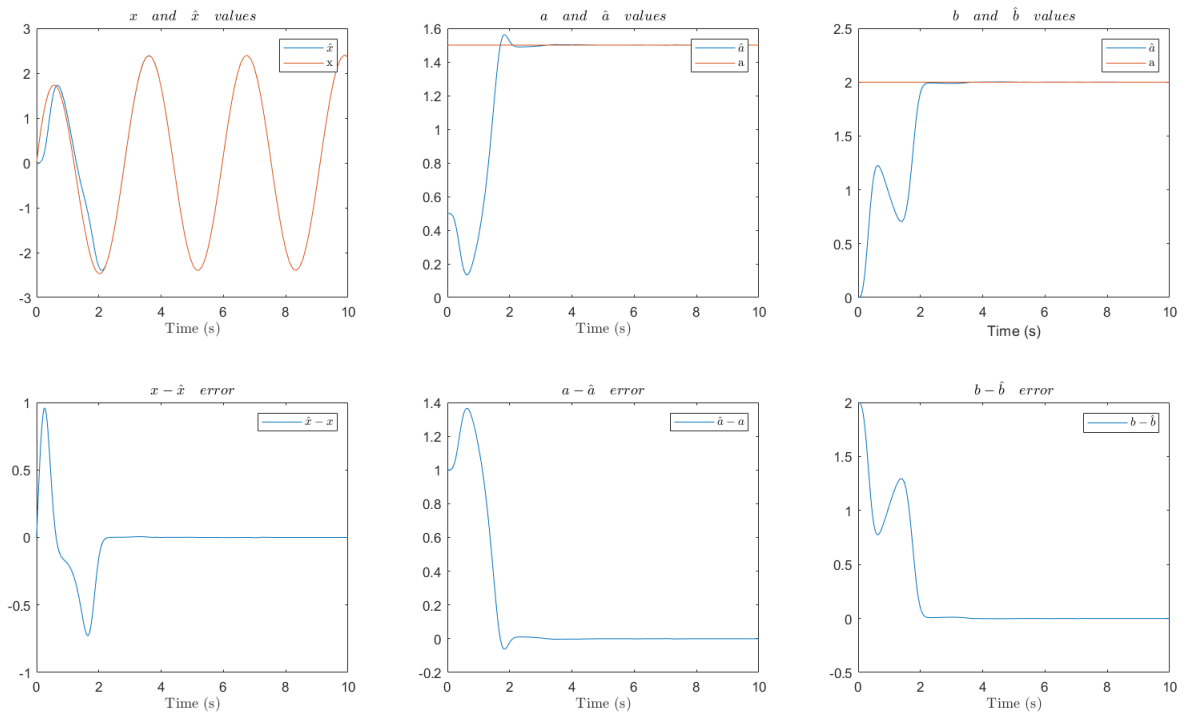 x and x̂ values
x̂
x
3
2
1
0
-1
-2
-3
0 2 4 6 8 10
Time (s)
a and â values
â
a
1.6
1.4
1.2
1
0.8
0.6
0.4
0.2
0
0 2 4 6 8 10
Time (s)
b and b̂ values
â
a
2.5
2
1.5
1
0.5
0
0 2 4 6 8 10
Time (s)
x − x̂ error
x̂ − x
1
0.5
0
-0.5
-1
0 2 4 6 8 10
Time (s)
a − â error
â − a
1.4
1.2
1
0.8
0.6
0.4
0.2
0
-0.2
0 2 4 6 8 10
Time (s)
b − b̂ error
b − b̂
2
1.5
1
0.5
0
-0.5
0 2 4 6 8 10
Time (s)